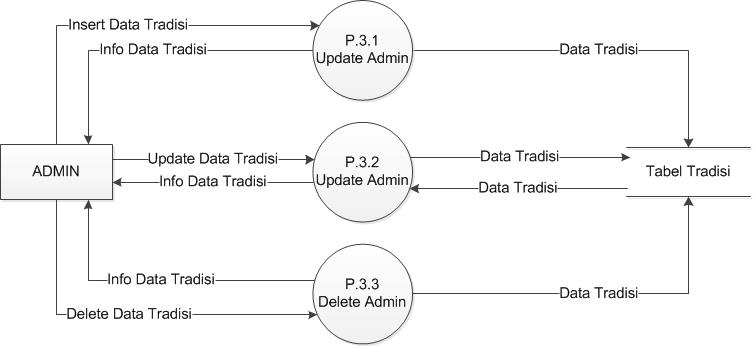 Insert Data Tradisi
P.3.1
Update Admin
Info Data Tradisi
Data Tradisi
ADMIN
Update Data Tradisi
P.3.2
Update Admin
Data Tradisi
Info Data Tradisi
Data Tradisi
Tabel Tradisi
Info Data Tradisi
P.3.3
Delete Admin
Data Tradisi
Delete Data Tradisi